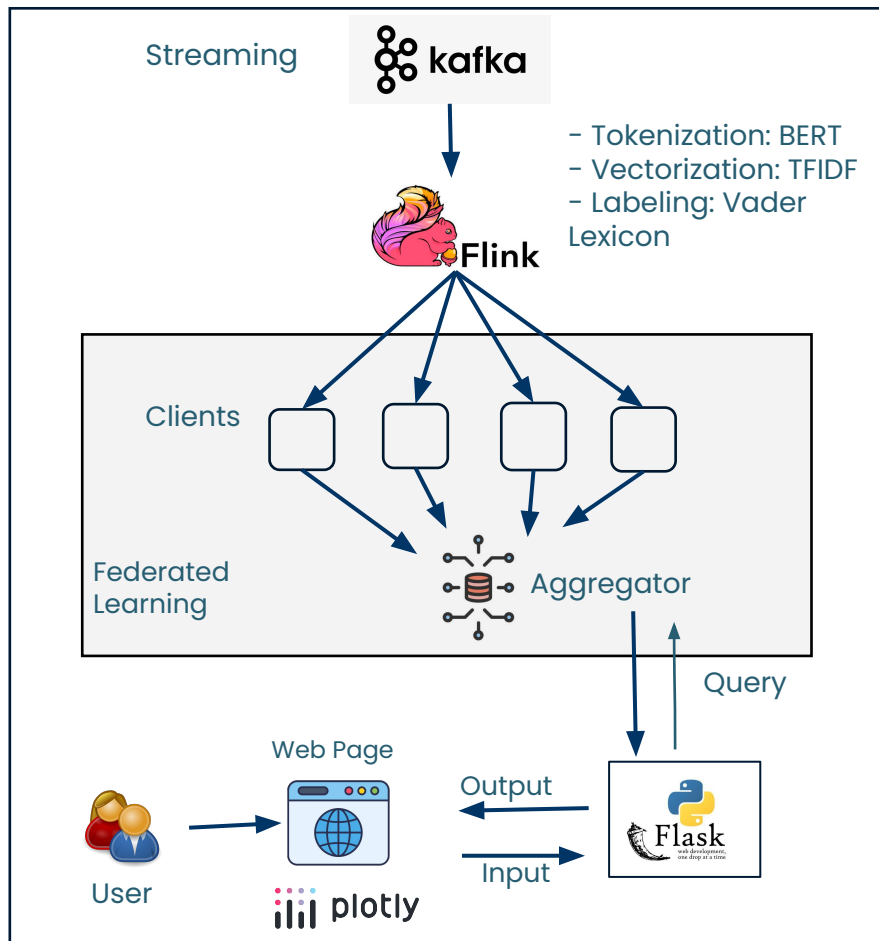 Streaming
kafka
- Tokenization: BERT
- Vectorization: TFIDF
- Labeling: Vader
Lexicon
Flink
Clients
Federated
Learning
Aggregator
Query
Web Page
Output
Input
User
plotly
Flask
web development,
one drop at a time